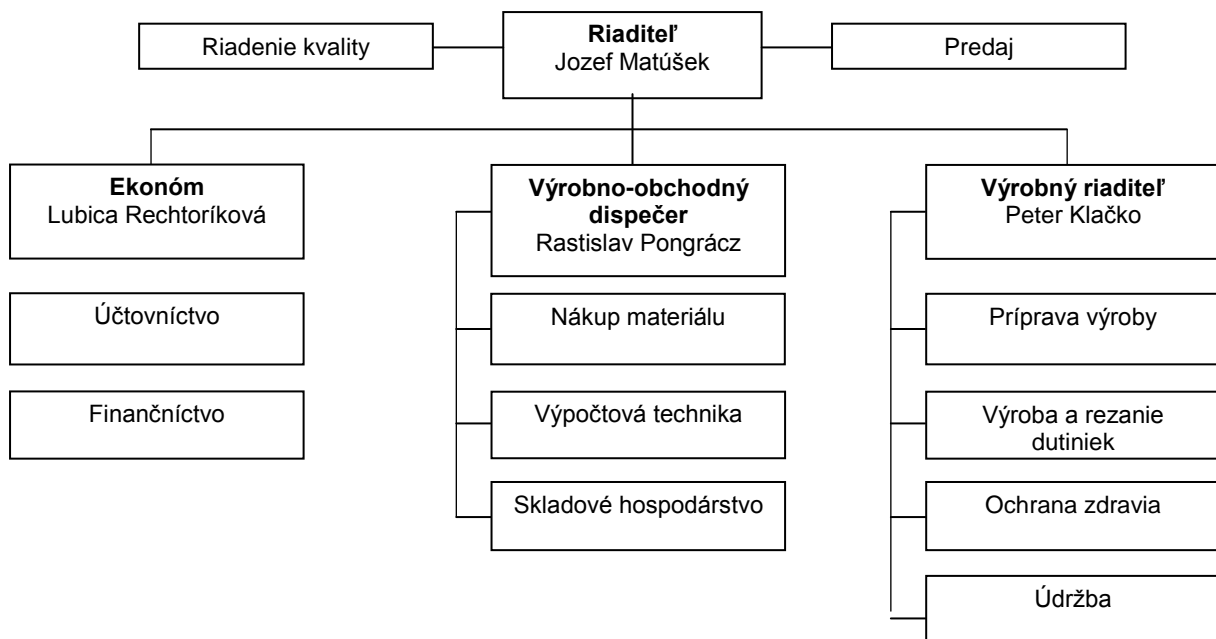 Riadenie kvality
Riaditeľ
Jozef Matúšek
Predaj
Ekonóm
Lubica Rechtoríková
Výrobno-obchodný
dispečer
Rastislav Pongrácz
Výrobný riaditeľ
Peter Klačko
Účtovníctvo
Nákup materiálu
Príprava výroby
Finančníctvo
Výpočtová technika
Výroba a rezanie
dutiniek
Skladové hospodárstvo
Ochrana zdravia
Údržba